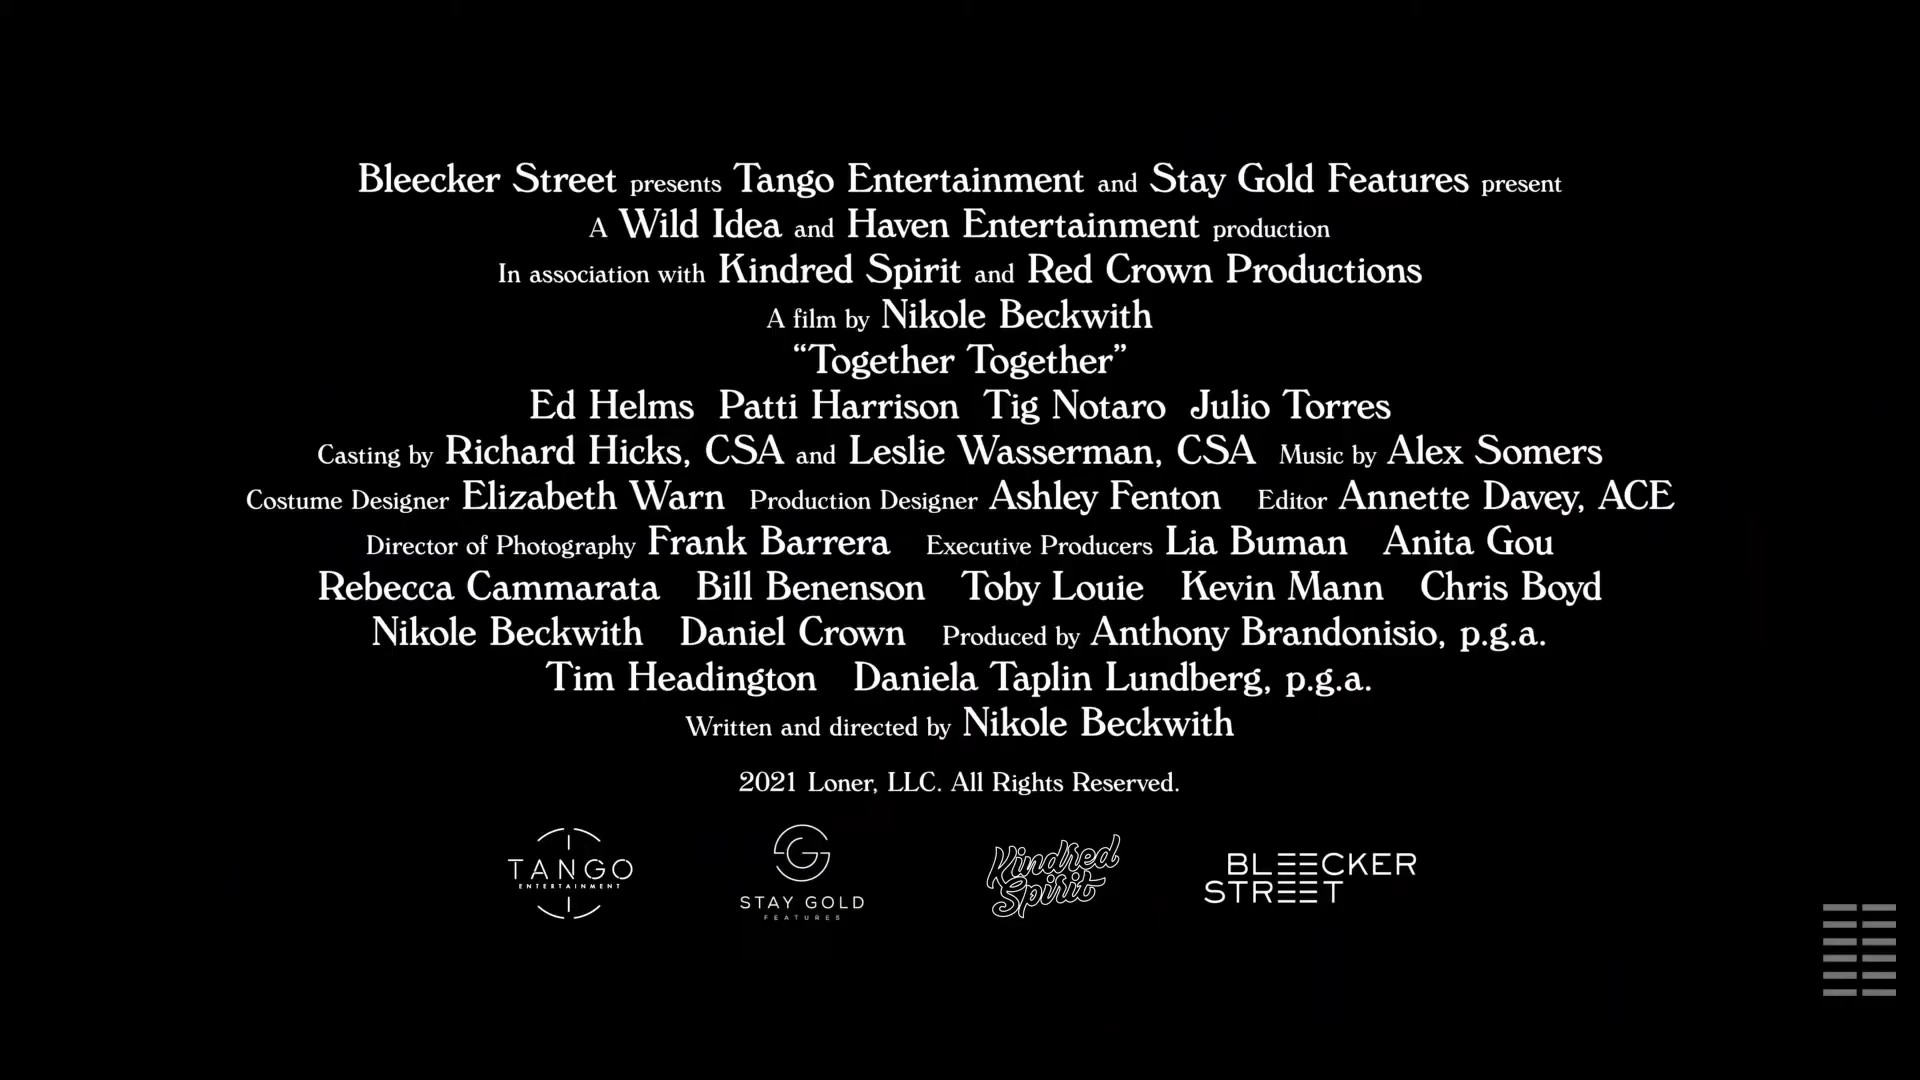 Bleecker Street presents Tango Entertainment and Stay Gold Features present
A Wild Idea and Haven Entertainment production
In association with Kindred Spirit and Red Crown Productions
A film by Nikole Beckwith
“Together Together”
Ed Helms Patti Harrison Tig Notaro Julio Torres
Casting by Richard Hicks, CSA and Leslie Wasserman, CSA Music by Alex Somers
Costume Designer Elizabeth Warn Production Designer Ashley Fenton Editor Annette Davey, ACE
Director of Photography Frank Barrera Executive Producers Lia Buman Anita Gou
Rebecca Cammarata Bill Benenson Toby Louie Kevin Mann Chris Boyd
Nikole Beckwith Daniel Crown Produced by Anthony Brandonisio, p.g.a.
Tim Headington Daniela Taplin Lundberg, p.g.a.
Written and directed by Nikole Beckwith
2021 Loner, LLC. All Rights Reserved.
TANGO
ENTERTAINMENT
STAY GOLD
FEATURES
Kindred
Spirit
BLEECKER
STREET